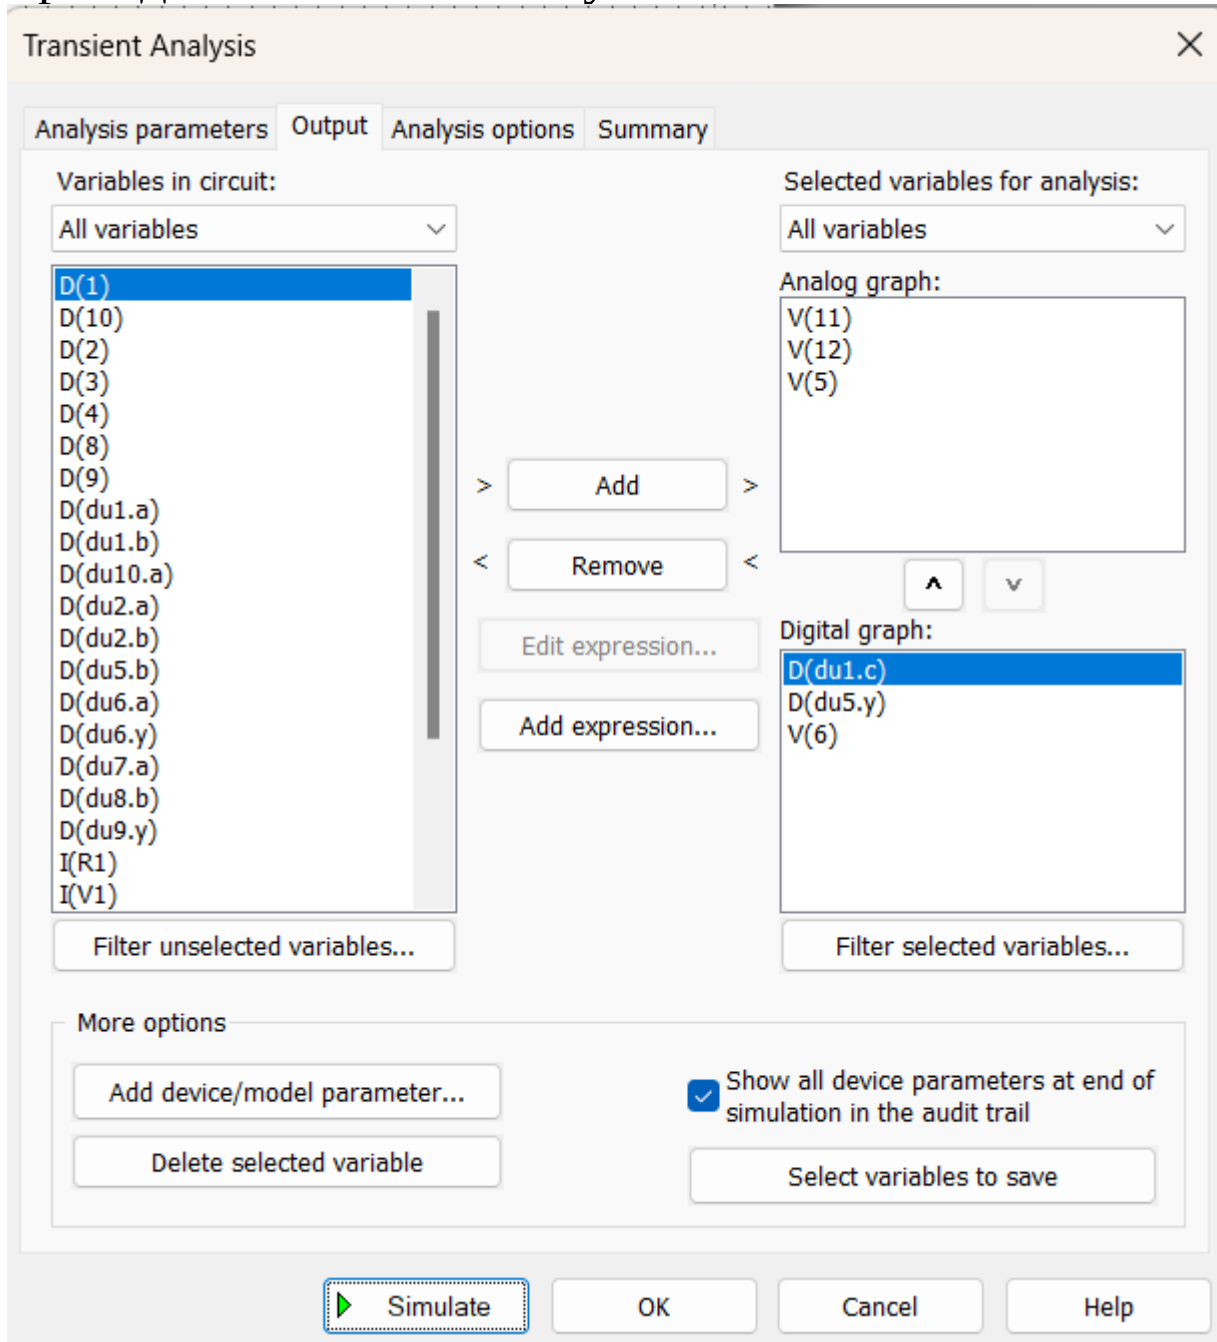 Transient Analysis
Analysis parameters Output Analysis options Summary
Variables in circuit:
All variables
D(1)
D(10)
D(2)
D(3)
D(4)
D(8)
D(9)
D(du1.a)
D(du1.b)
D(du10.a)
D(du2.a)
D(du2.b)
D(du5.b)
D(du6.a)
D(du6.y)
D(du7.a)
D(du8.b)
D(du9.y)
I(R1)
I(V1)
Filter unselected variables...
> Add >
< Remove <
Edit expression...
Add expression...
Selected variables for analysis:
All variables
Analog graph:
V(11)
V(12)
V(5)
Digital graph:
D(du1.c)
D(du5.y)
V(6)
Filter selected variables...
More options
Add device/model parameter...
Delete selected variable
Show all device parameters at end of
simulation in the audit trail
Select variables to save
Simulate OK Cancel Help